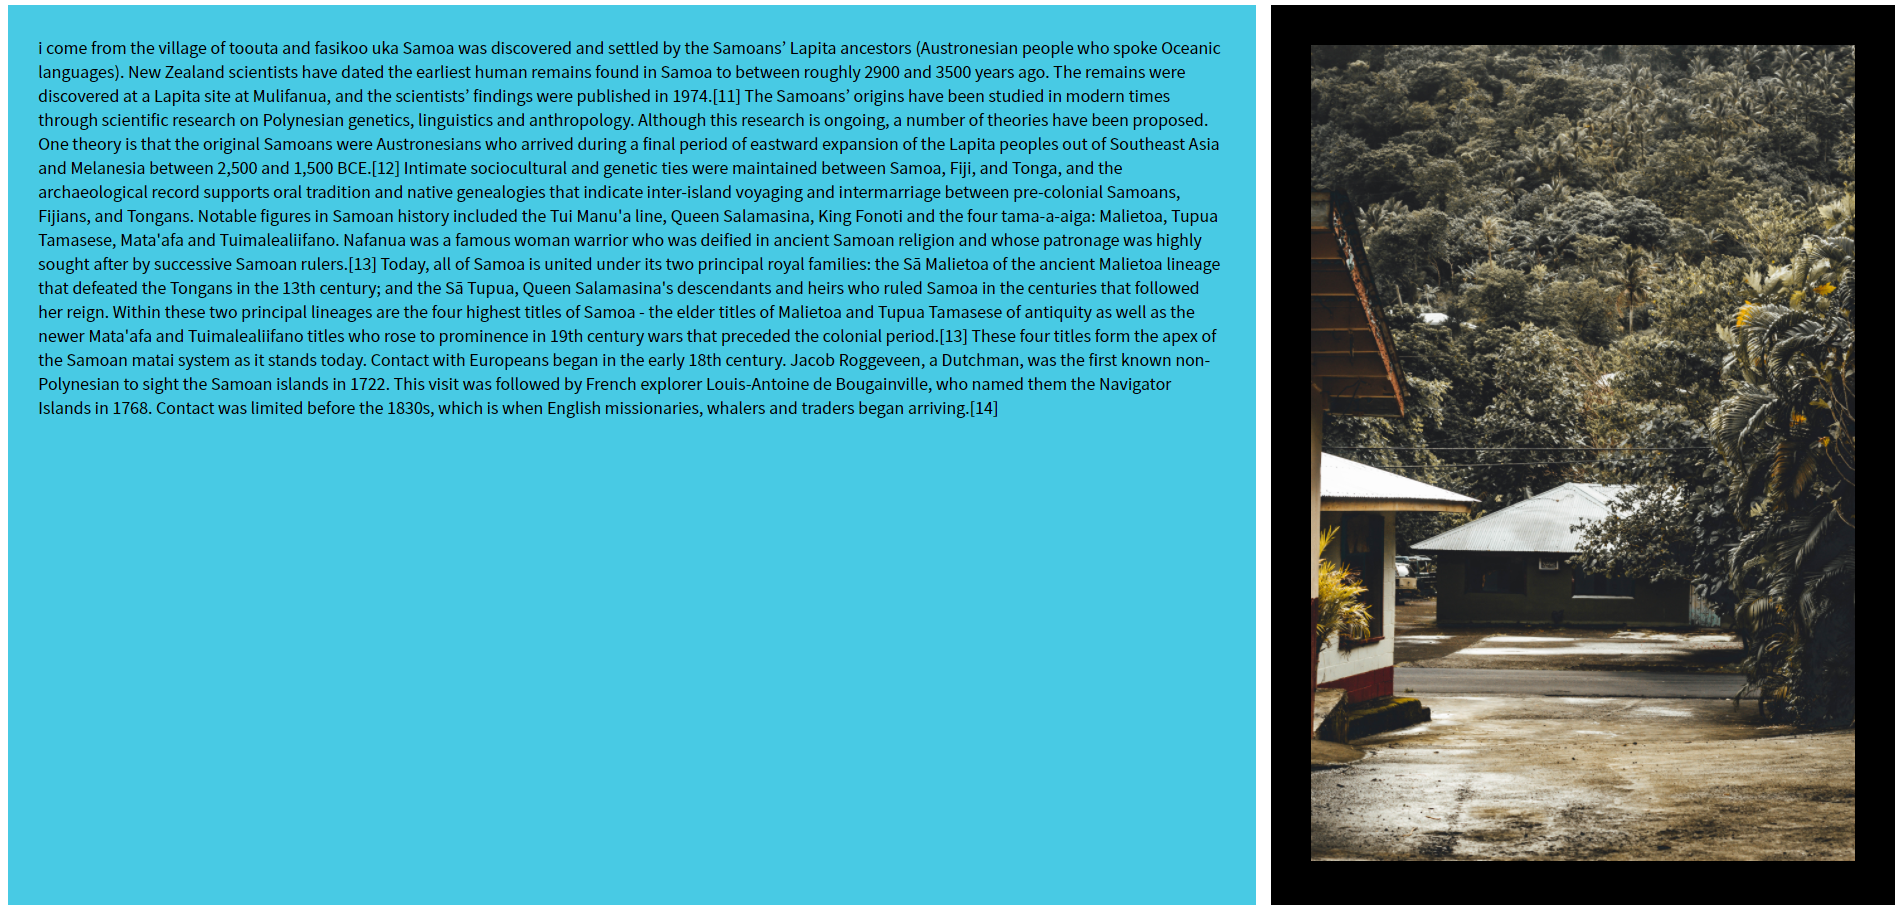 i come from the village of toouta and fasikoo uka Samoa was discovered and settled by the Samoans’ Lapita ancestors (Austronesian people who spoke Oceanic
languages). New Zealand scientists have dated the earliest human remains found in Samoa to between roughly 2900 and 3500 years ago. The remains were
discovered at a Lapita site at Mulifanua, and the scientists’ findings were published in 1974.[11] The Samoans’ origins have been studied in modern times
through scientific research on Polynesian genetics, linguistics and anthropology. Although this research is ongoing, a number of theories have been proposed.
One theory is that the original Samoans were Austronesians who arrived during a final period of eastward expansion of the Lapita peoples out of Southeast Asia
and Melanesia between 2,500 and 1,500 BCE.[12] Intimate sociocultural and genetic ties were maintained between Samoa, Fiji, and Tonga, and the
archaeological record supports oral tradition and native genealogies that indicate inter-island voyaging and intermarriage between pre-colonial Samoans,
Fijians, and Tongans. Notable figures in Samoan history included the Tui Manu'a line, Queen Salamasina, King Fonoti and the four tama-a-aiga: Malietoa, Tupua
Tamasese, Mata'afa and Tuimalealiifano. Nafanua was a famous woman warrior who was deified in ancient Samoan religion and whose patronage was highly
sought after by successive Samoan rulers.[13] Today, all of Samoa is united under its two principal royal families: the Sā Malietoa of the ancient Malietoa lineage
that defeated the Tongans in the 13th century; and the Sā Tupua, Queen Salamasina's descendants and heirs who ruled Samoa in the centuries that followed
her reign. Within these two principal lineages are the four highest titles of Samoa - the elder titles of Malietoa and Tupua Tamasese of antiquity as well as the
newer Mata'afa and Tuimalealiifano titles who rose to prominence in 19th century wars that preceded the colonial period.[13] These four titles form the apex of
the Samoan matai system as it stands today. Contact with Europeans began in the early 18th century. Jacob Roggeveen, a Dutchman, was the first known non-
Polynesian to sight the Samoan islands in 1722. This visit was followed by French explorer Louis-Antoine de Bougainville, who named them the Navigator
Islands in 1768. Contact was limited before the 1830s, which is when English missionaries, whalers and traders began arriving.[14]